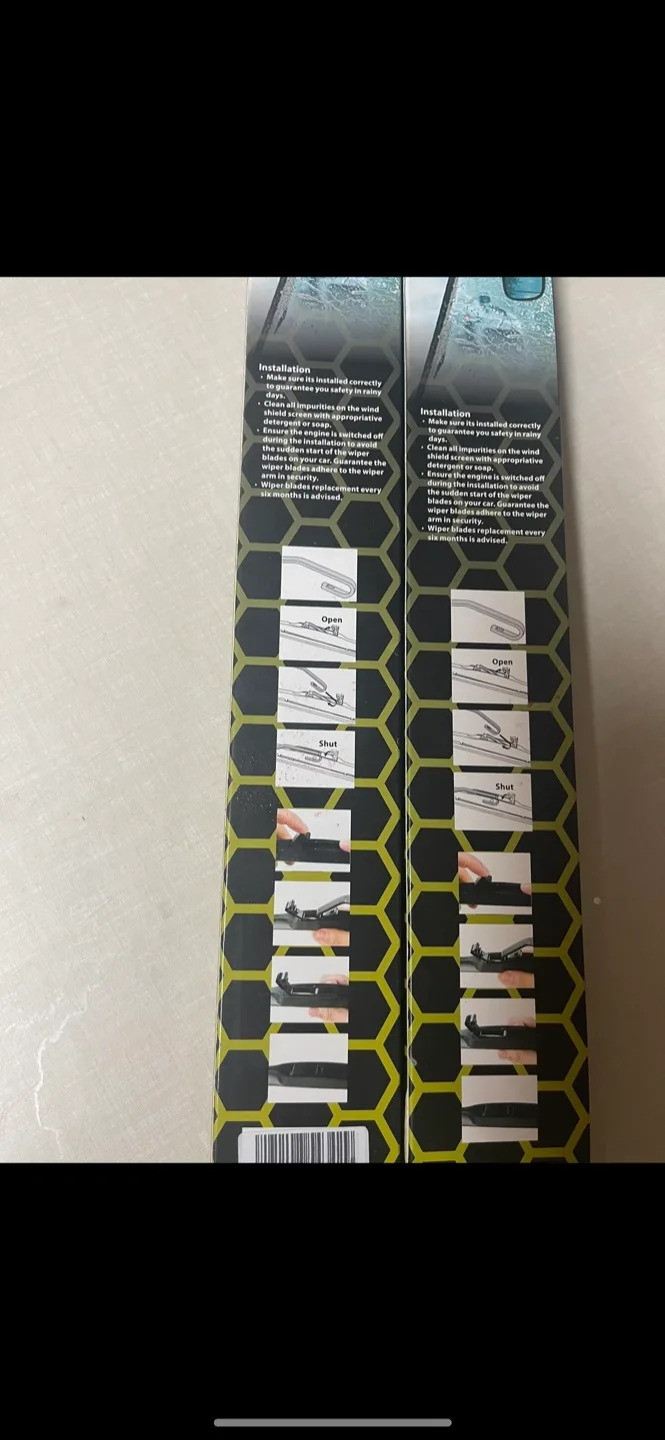 Installation
• Make sure its installed correctly
to guarantee you safety in rainy
days.
• Clean all impurities on the wind
shield screen with appropriative
detergent or soap.
• Ensure the engine is switched off
during the installation to avoid
the sudden start of the wiper
blades on your car. Guarantee the
wiper blades adhere to the wiper
arm in security.
• Wiper blades replacement every
six months is advised.
Open
Shut
Installation
• Make sure its installed correctly
to guarantee you safety in rainy
days.
• Clean all impurities on the wind
shield screen with appropriative
detergent or soap.
• Ensure the engine is switched off
during the installation to avoid
the sudden start of the wiper
blades on your car. Guarantee the
wiper blades adhere to the wiper
arm in security.
• Wiper blades replacement every
six months is advised.
Open
Shut